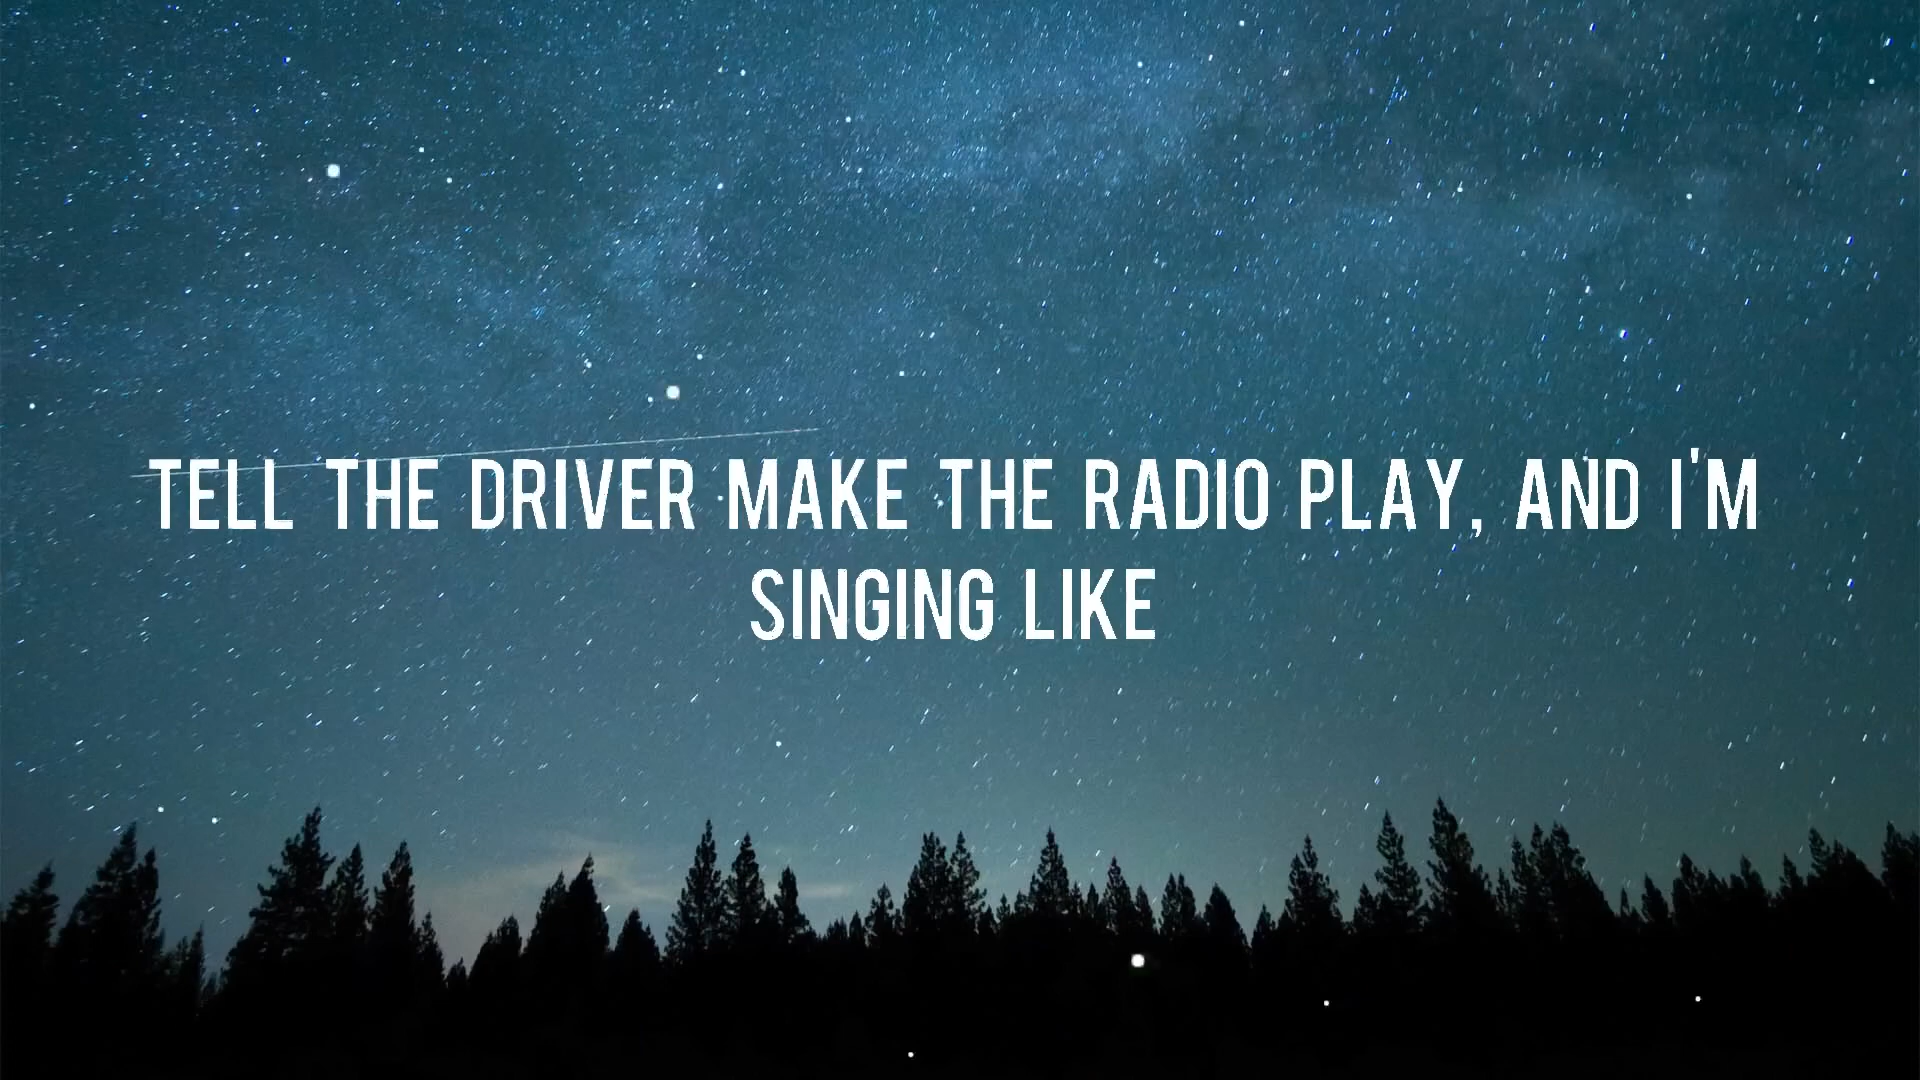 TELL THE DRIVER MAKE THE RADIO PLAY, AND I'M
SINGING LIKE